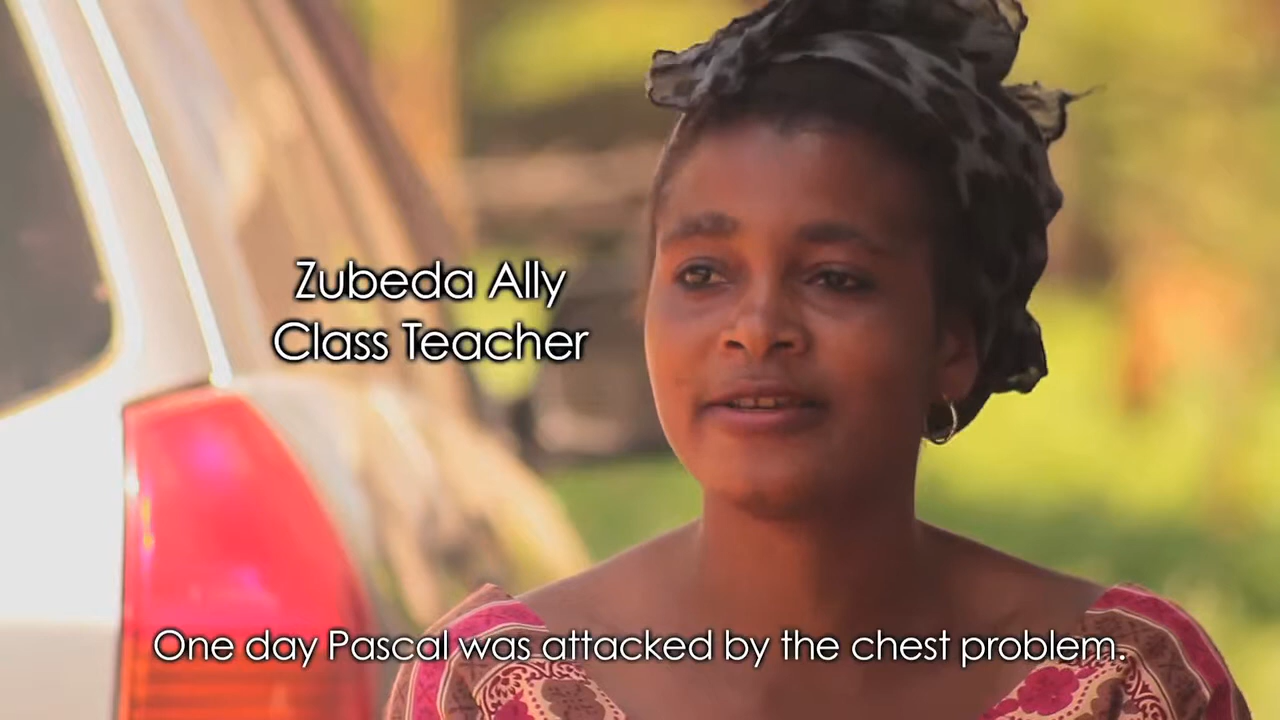 Zubeda Ally
Class Teacher
One day Pascal was attacked by the chest problem.